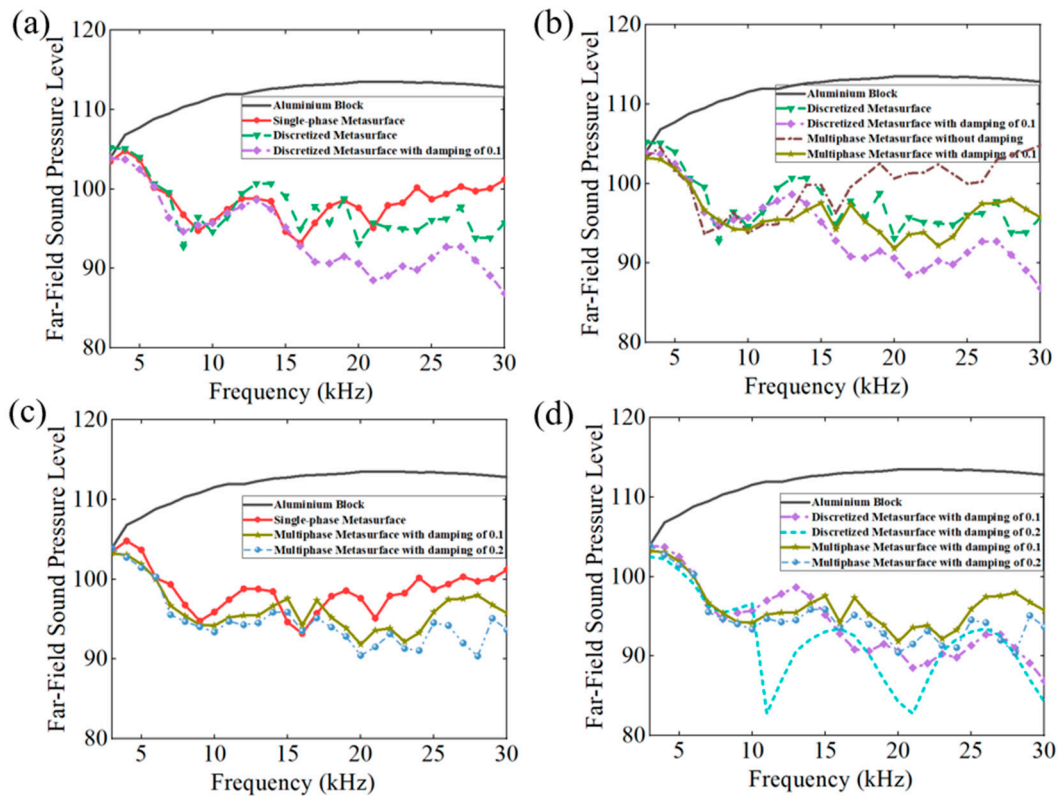 (a)
Far-Field Sound Pressure Level
120
110
100
90
80
Aluminium Block
Single-phase Metasurface
Discretized Metasurface
Discretized Metasurface with damping of 0.1
5 10 15 20 25 30
Frequency (kHz)
(b)
Far-Field Sound Pressure Level
120
110
100
90
80
Aluminium Block
Discretized Metasurface
Discretized Metasurface with damping of 0.1
Multiphase Metasurface without damping
Multiphase Metasurface with damping of 0.1
5 10 15 20 25 30
Frequency (kHz)
(c)
Far-Field Sound Pressure Level
120
110
100
90
80
Aluminium Block
Single-phase Metasurface
Multiphase Metasurface with damping of 0.1
Multiphase Metasurface with damping of 0.2
5 10 15 20 25 30
Frequency (kHz)
(d)
Far-Field Sound Pressure Level
120
110
100
90
80
Aluminium Block
Discretized Metasurface with damping of 0.1
Discretized Metasurface with damping of 0.2
Multiphase Metasurface with damping of 0.1
Multiphase Metasurface with damping of 0.2
5 10 15 20 25 30
Frequency (kHz)